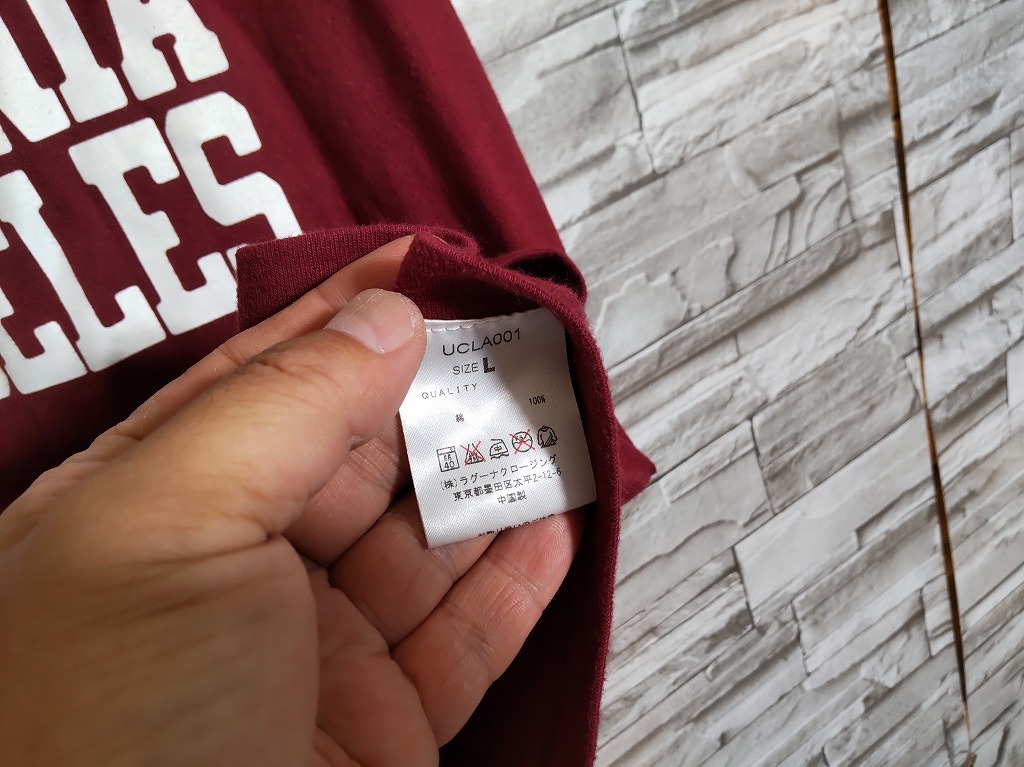 NIA
ELES
UCLA001
SIZE L
QUALITY
100%
綿
40 中
(株)ラグーナクロージング
東京都墨田区太平2-12-6
中国製